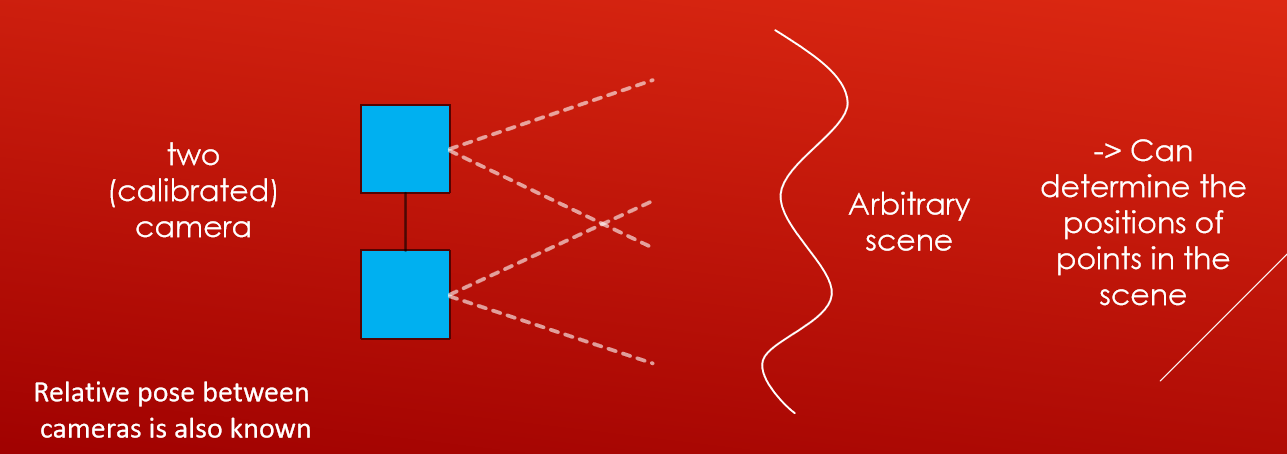 two
(calibrated)
camera
Relative pose between
cameras is also known
Arbitrary
scene
-> Can
determine the
positions of
points in the
scene